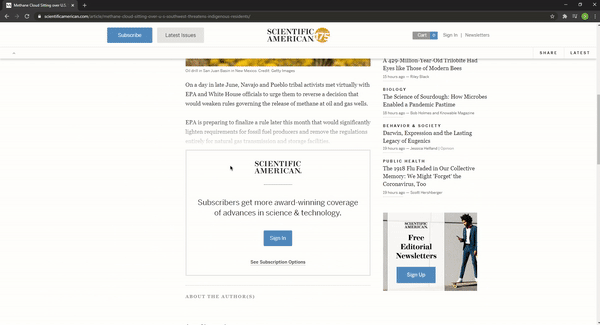 Methane Cloud Sitting over U.S.
scientificamerican.com/article/methane-cloud-sitting-over-u-s-southwest-threatens-indigenous-residents/
Subscribe
Latest Issues
SCIENTIFIC
AMERICAN
175
Cart 0
Sign In | Newsletters
SHARE
LATEST
Oil drill in San Juan Basin in New Mexico. Credit: Getty Images
On a day in late June, Navajo and Pueblo tribal activists met virtually with
EPA and White House officials to urge them to reverse a decision that
would weaken rules governing the release of methane at oil and gas wells.
EPA is preparing to finalize a rule later this month that would significantly
lighten requirements for fossil fuel producers and remove the regulations
entirely for natural gas transmission and storage facilities.
SCIENTIFIC
AMERICAN.
Subscribers get more award-winning coverage
of advances in science & technology.
Sign In
See Subscription Options
ABOUT THE AUTHOR(S)
A 429-Million-Year-Old Trilobite Had
Eyes like Those of Modern Bees
19 hours ago — Riley Black
BIOLOGY
The Science of Sourdough: How Microbes
Enabled a Pandemic Pastime
19 hours ago — Bob Holmes and Knowable Magazine
BEHAVIOR & SOCIETY
Darwin, Expression and the Lasting
Legacy of Eugenics
19 hours ago — Jessica Helfand | Opinion
PUBLIC HEALTH
The 1918 Flu Faded in Our Collective
Memory: We Might 'Forget' the
Coronavirus, Too
19 hours ago — Scott Hershberger
SCIENTIFIC
AMERICAN.
Free
Editorial
Newsletters
Sign Up